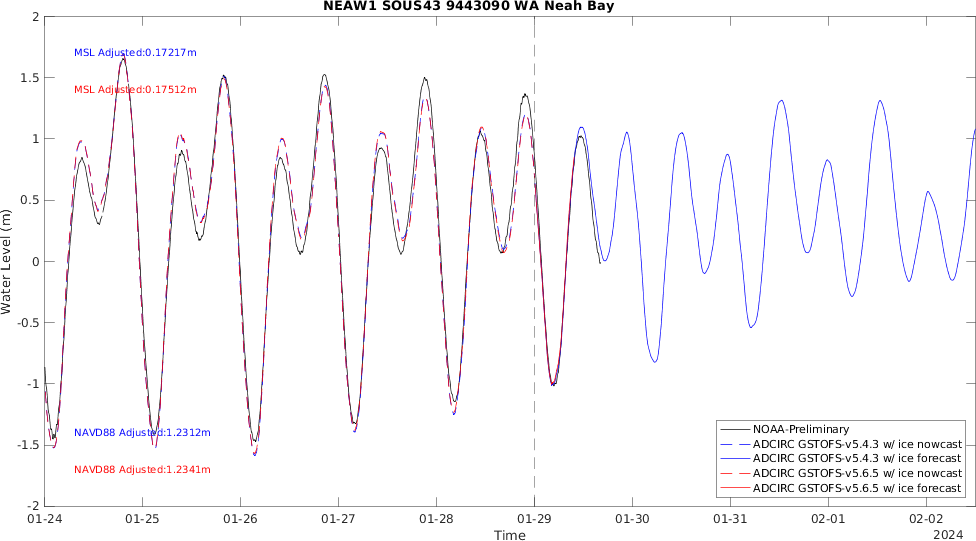 NEAW1 SOUS43 9443090 WA Neah Bay
2
1.5
1
0.5
0
-0.5
-1
-1.5
-2
Water Level (m)
MSL Adjusted:0.17217m
MSL Adjusted:0.17512m
NAVD88 Adjusted:1.2312m
NAVD88 Adjusted:1.2341m
NOAA-Preliminary
ADCIRC GSTOFS-v5.4.3 w/ ice nowcast
ADCIRC GSTOFS-v5.4.3 w/ ice forecast
ADCIRC GSTOFS-v5.6.5 w/ ice nowcast
ADCIRC GSTOFS-v5.6.5 w/ ice forecast
01-24 01-25 01-26 01-27 01-28 01-29 01-30 01-31 02-01 02-02
Time
2024